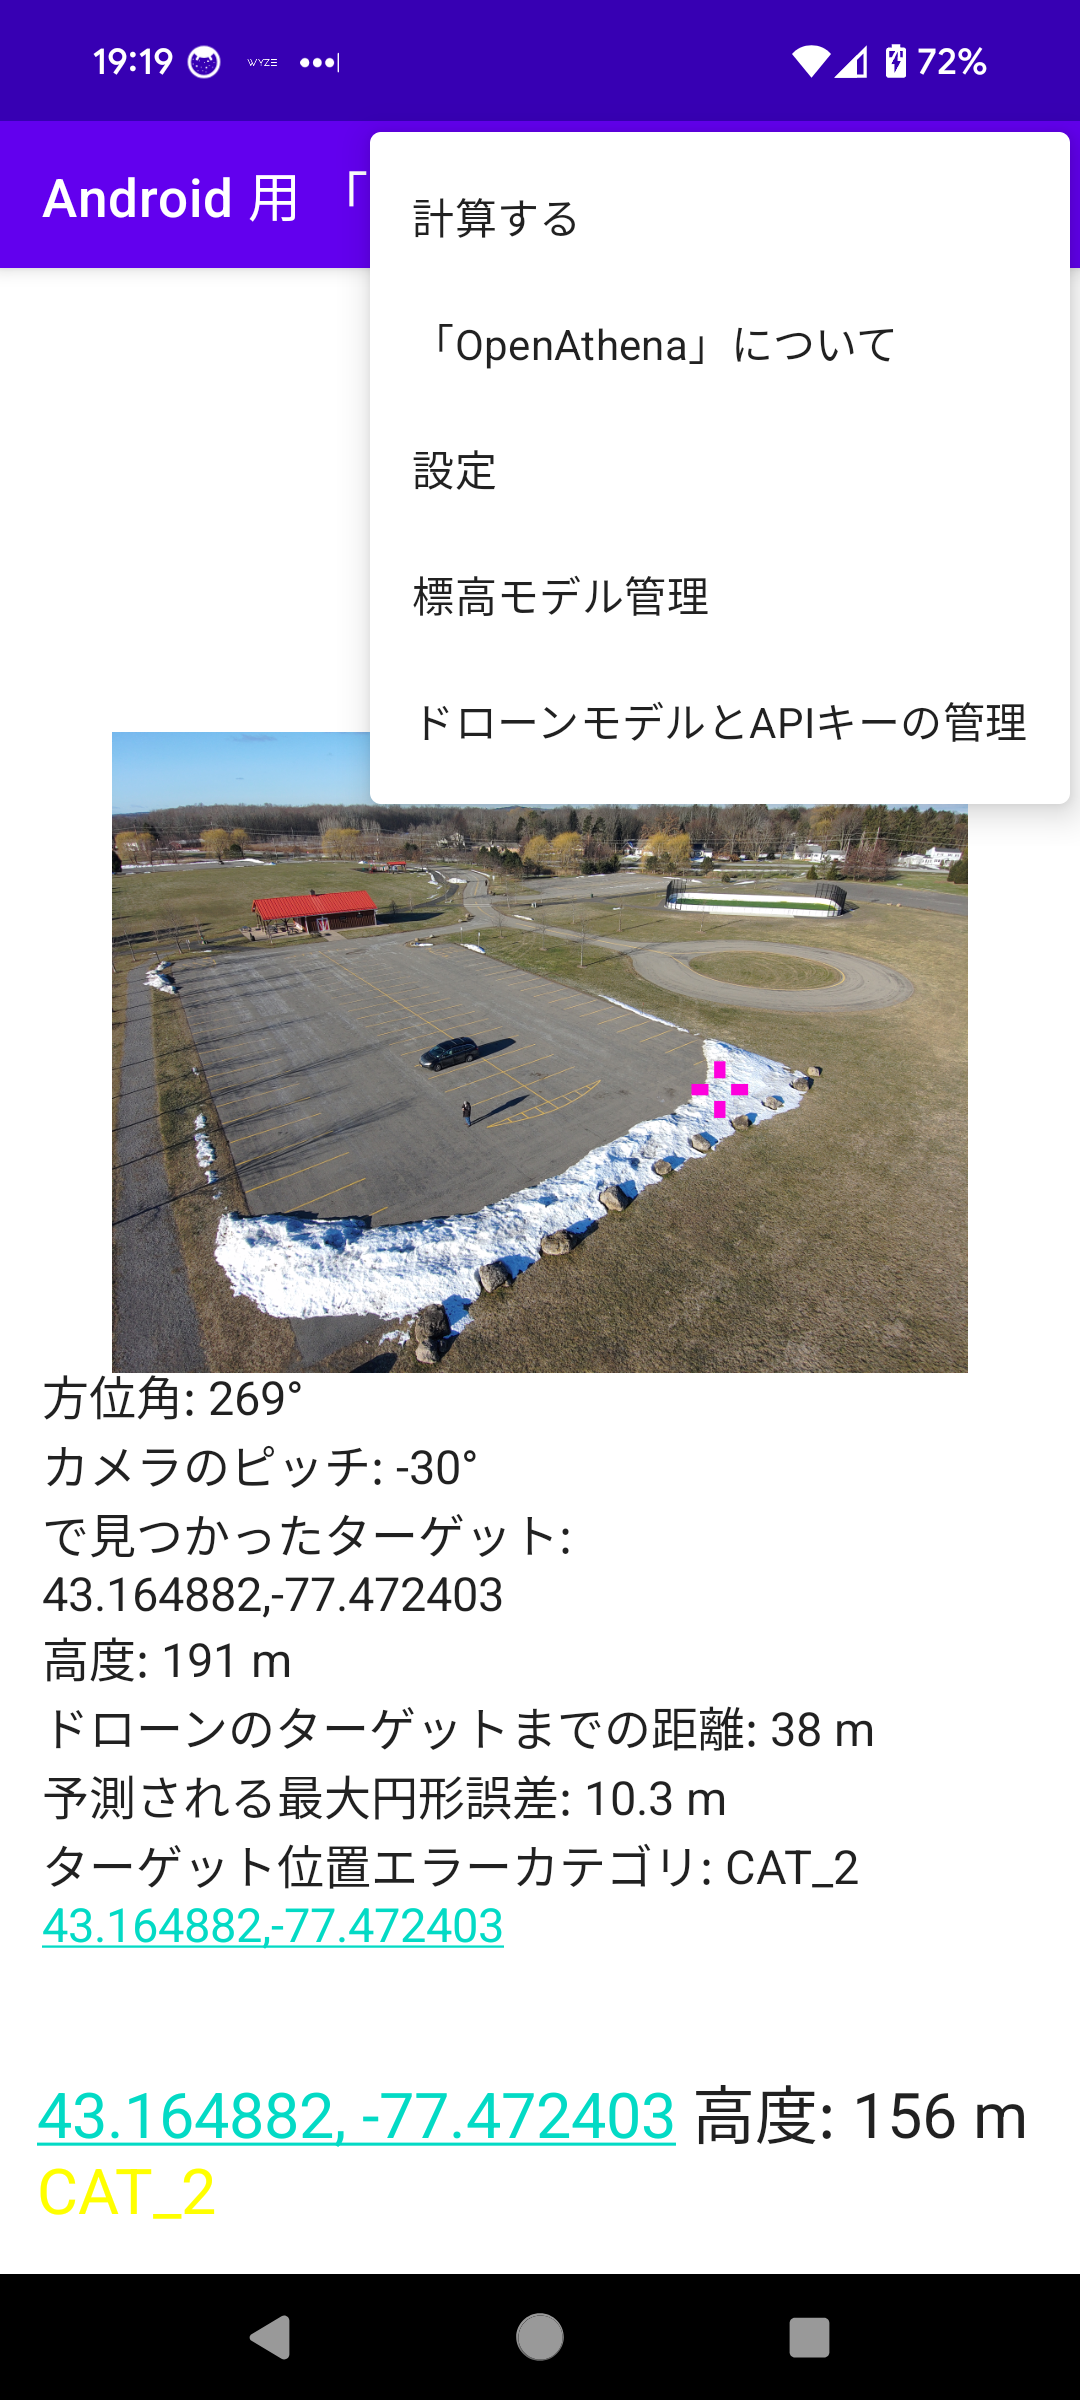 19:19 WYZE 72%
Android 用 「
計算する
「OpenAthena」について
設定
標高モデル管理
ドローンモデルとAPIキーの管理
方位角: 269°
カメラのピッチ: -30°
で見つかったターゲット:
43.164882,-77.472403
高度: 191 m
ドローンのターゲットまでの距離: 38 m
予測される最大円形誤差: 10.3 m
ターゲット位置エラーカテゴリ: CAT_2
43.164882,-77.472403
43.164882, -77.472403 高度: 156 m
CAT_2